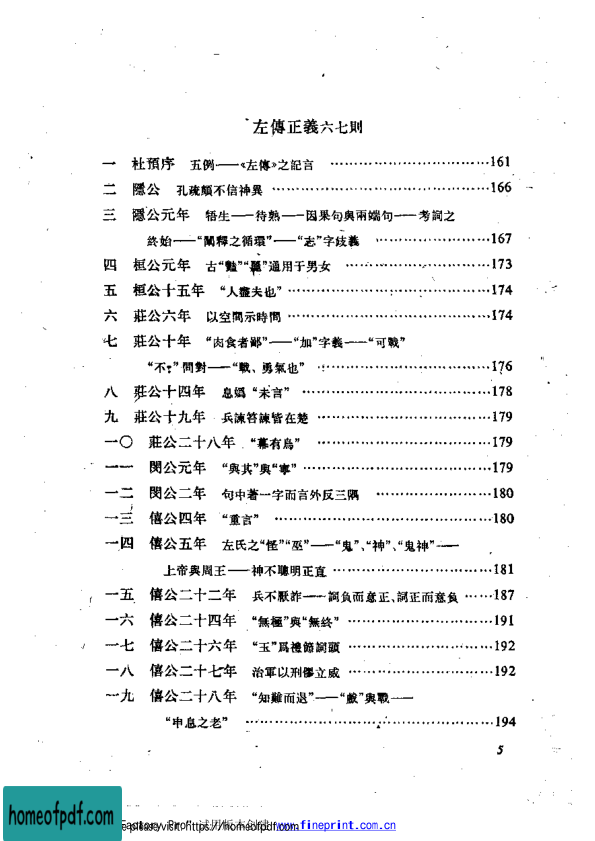 左傳正義六七則
一 杜預序 五例——《左傳》之記言 ……………………………161
二 隱公 孔疏頗不信神異 ……………………………………166
三 隱公元年 牾生——待熟——因果句與兩端句——考詞之
終始——“闡釋之循環”——“志”字歧義 ……………………167
四 桓公元年 古“豔”“麗”通用于男女 …………………………173
五 桓公十五年 “人盡夫也” ……………………………………174
六 莊公六年 以空間示時間 ……………………………………174
七 莊公十年 “肉食者鄙”——“加”字義——“可戰”
“不”問對——“戰、勇氣也” ………………………………176
八 莊公十四年 息嬀“未言” ………………………………178
九 莊公十九年 兵諫答諫皆在楚 ………………………………179
一〇 莊公二十八年 “幕有烏” …………………………………179
一一 閔公元年 “與其”與“寧” …………………………………179
一二 閔公二年 句中著一字而言外反三隅 ……………………180
一三 僖公四年 “重言” ………………………………………180
一四 僖公五年 左氏之“怪”“巫”——“鬼”、“神”、“鬼神”——
上帝與周王——神不聰明正直 ……………………………181
一五 僖公二十二年 兵不厭詐——詞負而意正、詞正而意負 ……187
一六 僖公二十四年 “無極”與“無終” …………………………191
一七 僖公二十六年 “玉”爲禮節詞頭 …………………………192
一八 僖公二十七年 治軍以刑僇立威 …………………………192
一九 僖公二十八年 “知難而退”——“戲”與戰——
“申息之老” ……………………………………………194
5
homeofpdf.com
Factory Pro" 试用版本创建 www.fineprint.com.cn
e please visit: https://homeofpdf.com